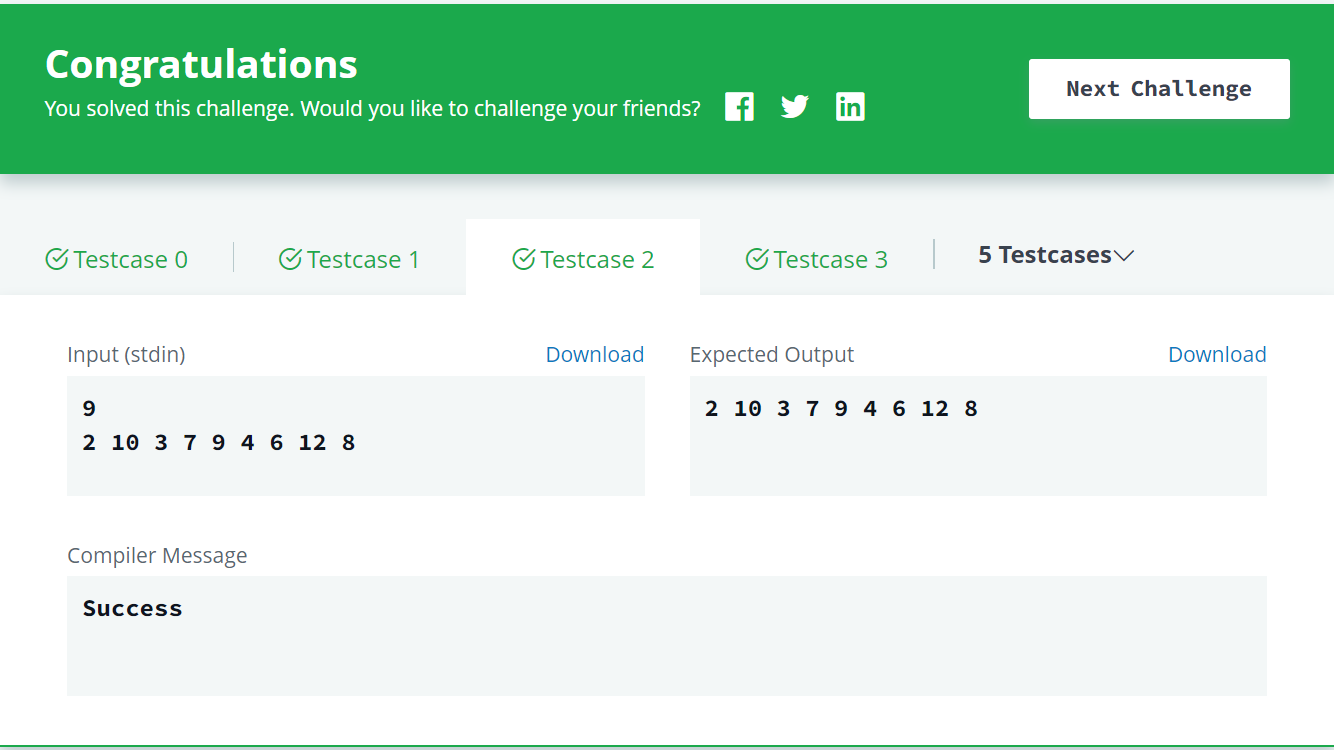 Congratulations
You solved this challenge. Would you like to challenge your friends?
Next Challenge
Testcase 0
Testcase 1
Testcase 2
Testcase 3
5 Testcases
Input (stdin)
Download
9
2 10 3 7 9 4 6 12 8
Expected Output
Download
2 10 3 7 9 4 6 12 8
Compiler Message
Success